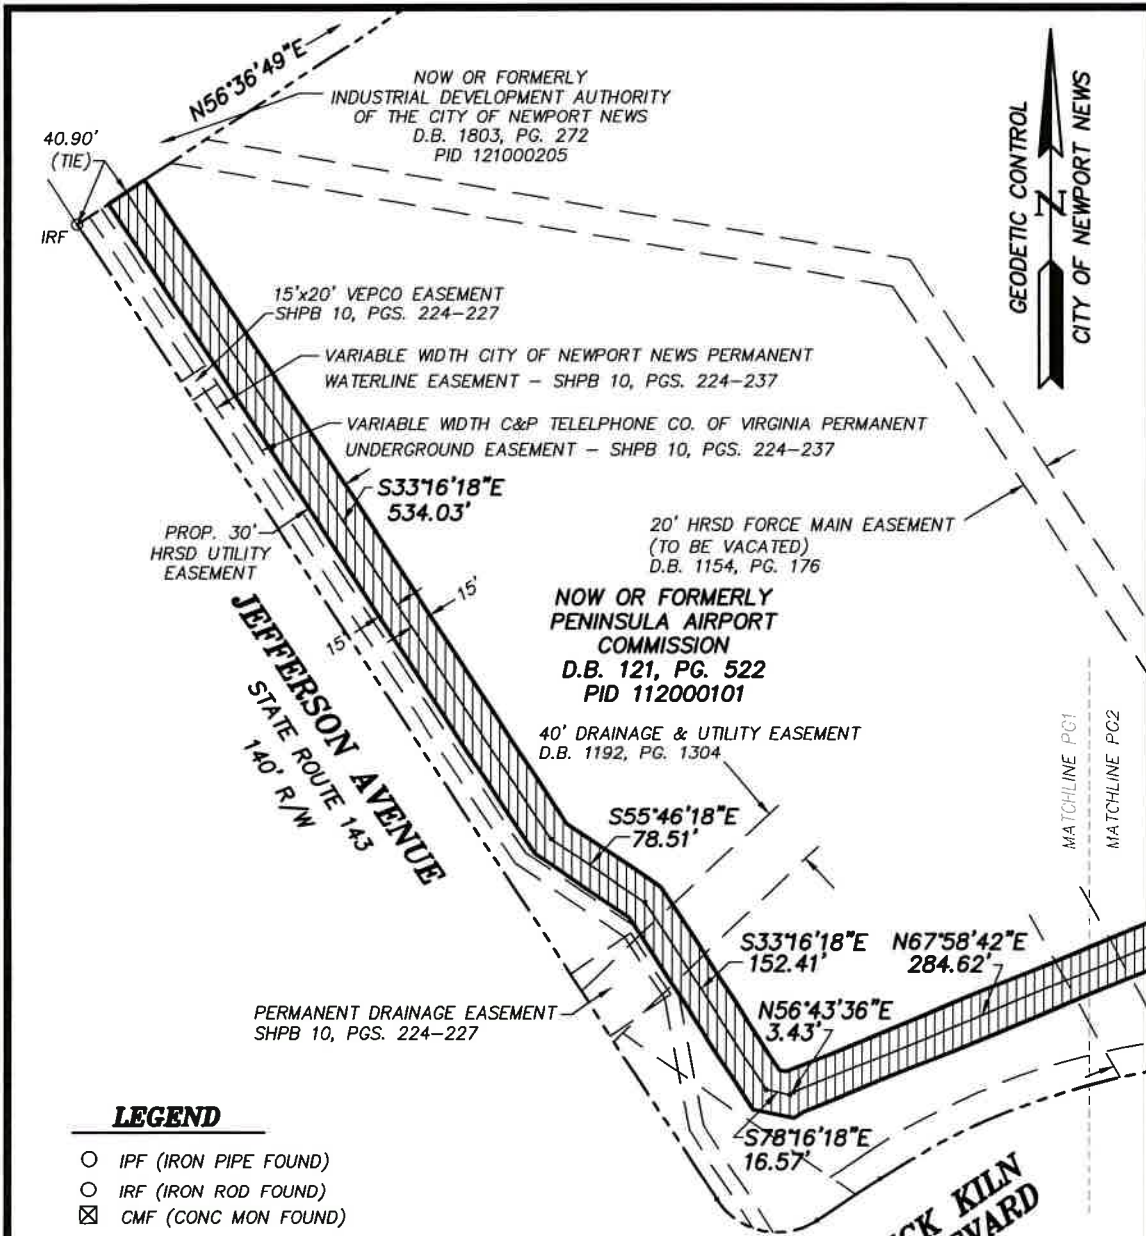 N56°36'49"E
NOW OR FORMERLY
INDUSTRIAL DEVELOPMENT AUTHORITY
OF THE CITY OF NEWPORT NEWS
D.B. 1803, PG. 272
PID 121000205
40.90'
(TIE)
IRF
GEODETIC CONTROL
N
CITY OF NEWPORT NEWS
15'x20' VEPCO EASEMENT
SHPB 10, PGS. 224-227
VARIABLE WIDTH CITY OF NEWPORT NEWS PERMANENT
WATERLINE EASEMENT - SHPB 10, PGS. 224-237
VARIABLE WIDTH C&P TELELPHONE CO. OF VIRGINIA PERMANENT
UNDERGROUND EASEMENT - SHPB 10, PGS. 224-237
S33°16'18"E
534.03'
PROP. 30'
HRSD UTILITY
EASEMENT
20' HRSD FORCE MAIN EASEMENT
(TO BE VACATED)
D.B. 1154, PG. 176
15'
15'
NOW OR FORMERLY
PENINSULA AIRPORT
COMMISSION
D.B. 121, PG. 522
PID 112000101
JEFFERSON AVENUE
STATE ROUTE 143
140' R/W
40' DRAINAGE & UTILITY EASEMENT
D.B. 1192, PG. 1304
MATCHLINE PG1
MATCHLINE PG2
S55°46'18"E
78.51'
S33°16'18"E
152.41'
N67°58'42"E
284.62'
N56°43'36"E
3.43'
PERMANENT DRAINAGE EASEMENT
SHPB 10, PGS. 224-227
S78°16'18"E
16.57'
LEGEND
IPF (IRON PIPE FOUND)
IRF (IRON ROD FOUND)
CMF (CONC MON FOUND)
KILN